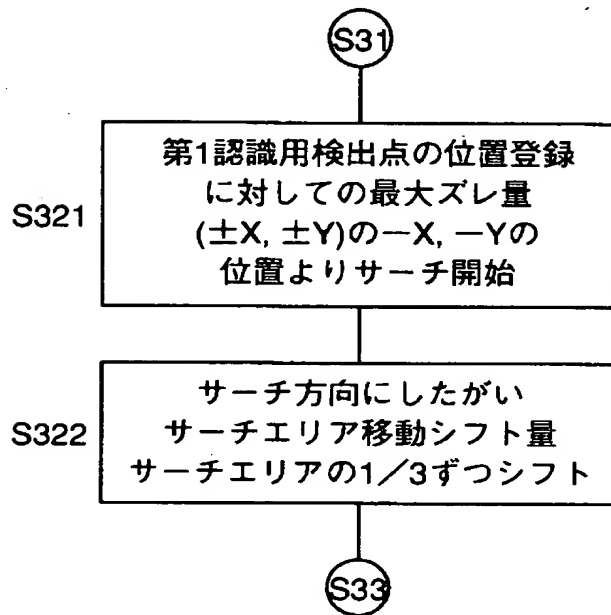 S31
S321
第1認識用検出点の位置登録
に対しての最大ズレ量
(±X, ±Y)の−X, −Yの
位置よりサーチ開始
S322
サーチ方向にしたがい
サーチエリア移動シフト量
サーチエリアの1／3ずつシフト
S33